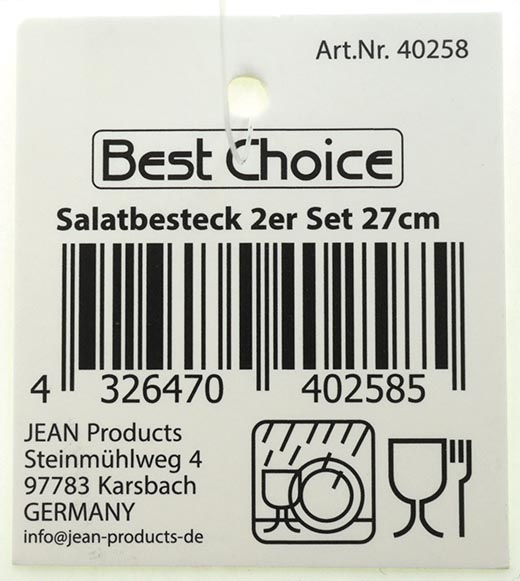 Art.Nr. 40258
Best Choice
Salatbesteck 2er Set 27cm
4 326470 402585
JEAN Products
Steinmühlweg 4
97783 Karsbach
GERMANY
info@jean-products-de